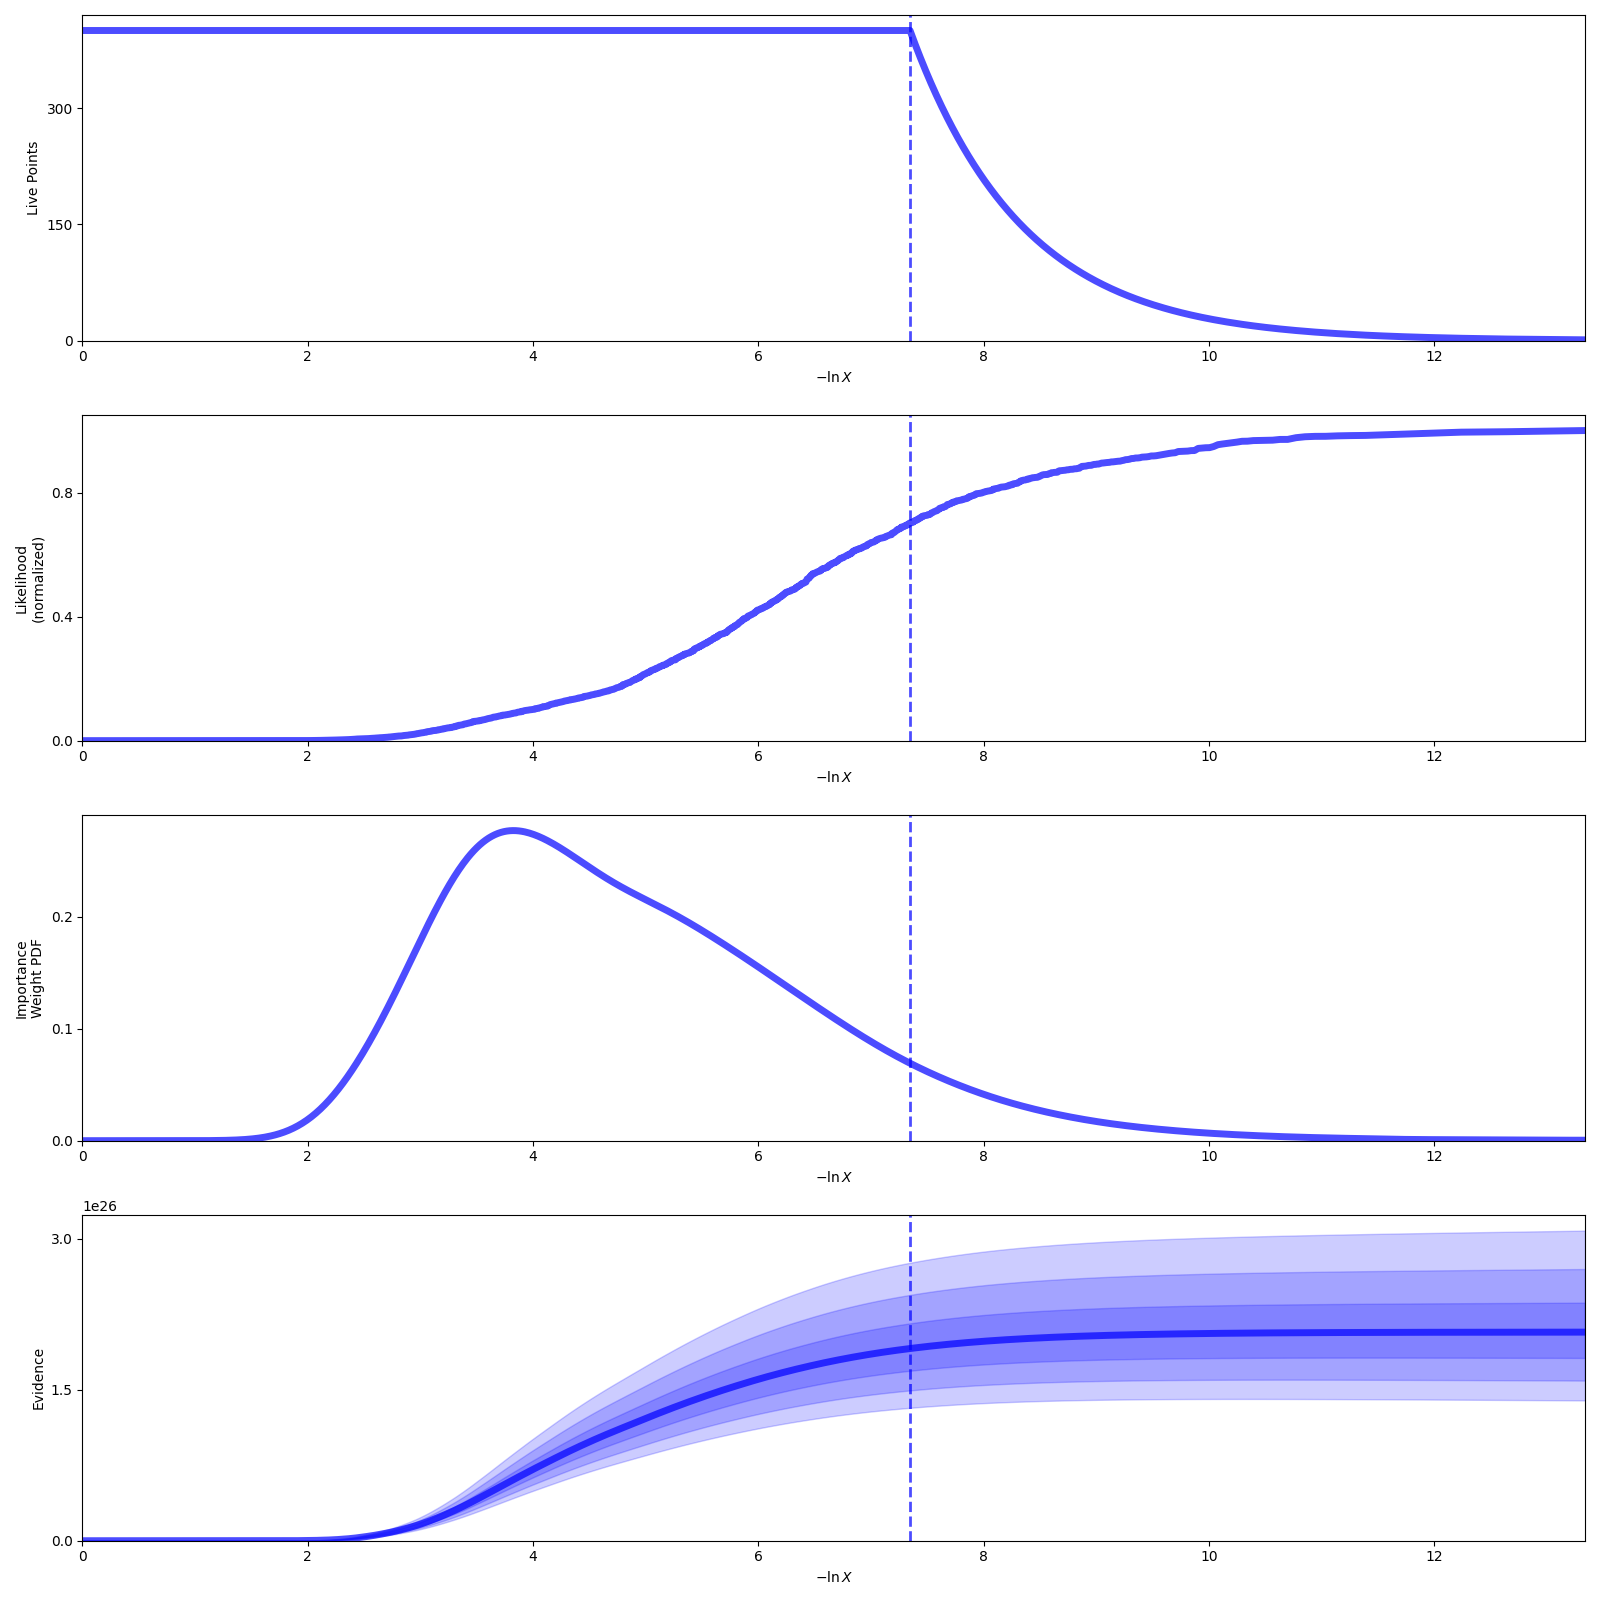 300
150
0
Live Points
0 2 4 6 8 10 12
−ln X
0.8
0.4
0.0
Likelihood
(normalized)
0 2 4 6 8 10 12
−ln X
0.2
0.1
0.0
Importance
Weight PDF
0 2 4 6 8 10 12
−ln X
1e26
3.0
1.5
0.0
Evidence
0 2 4 6 8 10 12
−ln X